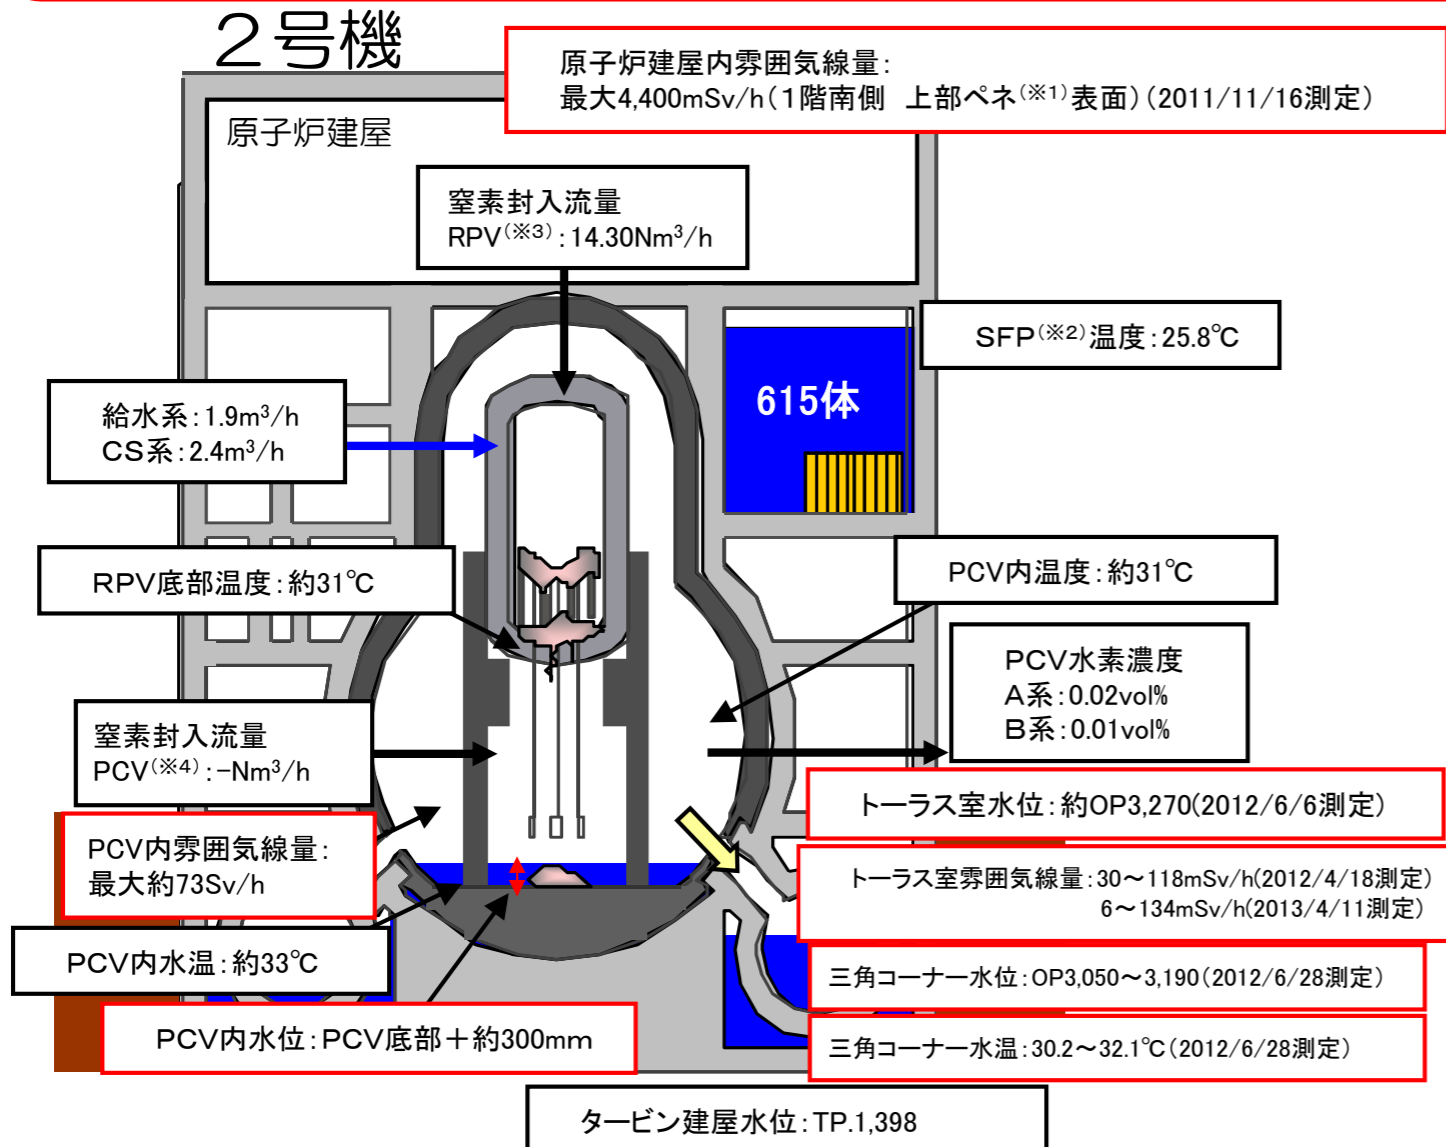 ２号機
原子炉建屋内雰囲気線量：
最大4,400mSv/h（１階南側　上部ペネ(※1)表面）（2011/11/16測定）
原子炉建屋
窒素封入流量
RPV(※3)：14.30Nm3/h
SFP(※2)温度：25.8℃
615体
給水系：1.9m3/h
CS系：2.4m3/h
RPV底部温度：約31℃
PCV内温度：約31℃
PCV水素濃度
A系：0.02vol%
B系：0.01vol%
窒素封入流量
PCV(※4)：-Nm3/h
トーラス室水位：約OP3,270(2012/6/6測定)
PCV内雰囲気線量：
最大約73Sv/h
トーラス室雰囲気線量：30～118mSv/h(2012/4/18測定)
6～134mSv/h(2013/4/11測定)
PCV内水温：約33℃
三角コーナー水位：OP3,050～3,190(2012/6/28測定)
PCV内水位：PCV底部＋約300mm
三角コーナー水温：30.2～32.1℃(2012/6/28測定)
タービン建屋水位：TP.1,398